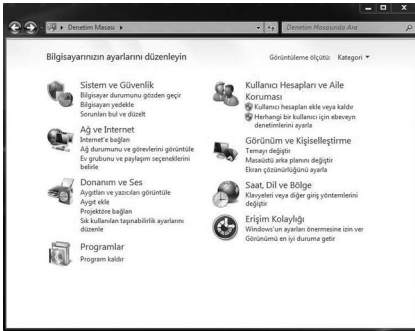 Denetim Masası
Denetim Masasında Ara
Bilgisayarınızın ayarlarını düzenleyin
Görüntüleme ölçütü: Kategori
Sistem ve Güvenlik
Bilgisayar durumunu gözden geçir
Bilgisayarı yedekle
Sorunları bul ve düzelt
Ağ ve Internet
Internet'e bağlan
Ağ durumunu ve görevlerini görüntüle
Ev grubunu ve paylaşım seçeneklerini
belirle
Donanım ve Ses
Aygıtları ve yazıcıları görüntüle
Aygıt ekle
Projektöre bağlan
Sık kullanılan taşınabilirlik ayarlarını
düzenle
Programlar
Program kaldır
Kullanıcı Hesapları ve Aile
Koruması
Kullanıcı hesapları ekle veya kaldır
Herhangi bir kullanıcı için ebeveyn
denetimlerini ayarla
Görünüm ve Kişiselleştirme
Temayı değiştir
Masaüstü arka planını değiştir
Ekran çözünürlüğünü ayarla
Saat, Dil ve Bölge
Klavyeleri veya diğer giriş yöntemlerini
değiştir
Erişim Kolaylığı
Windows'un ayarları önermesine izin ver
Görünümü en iyi duruma getir